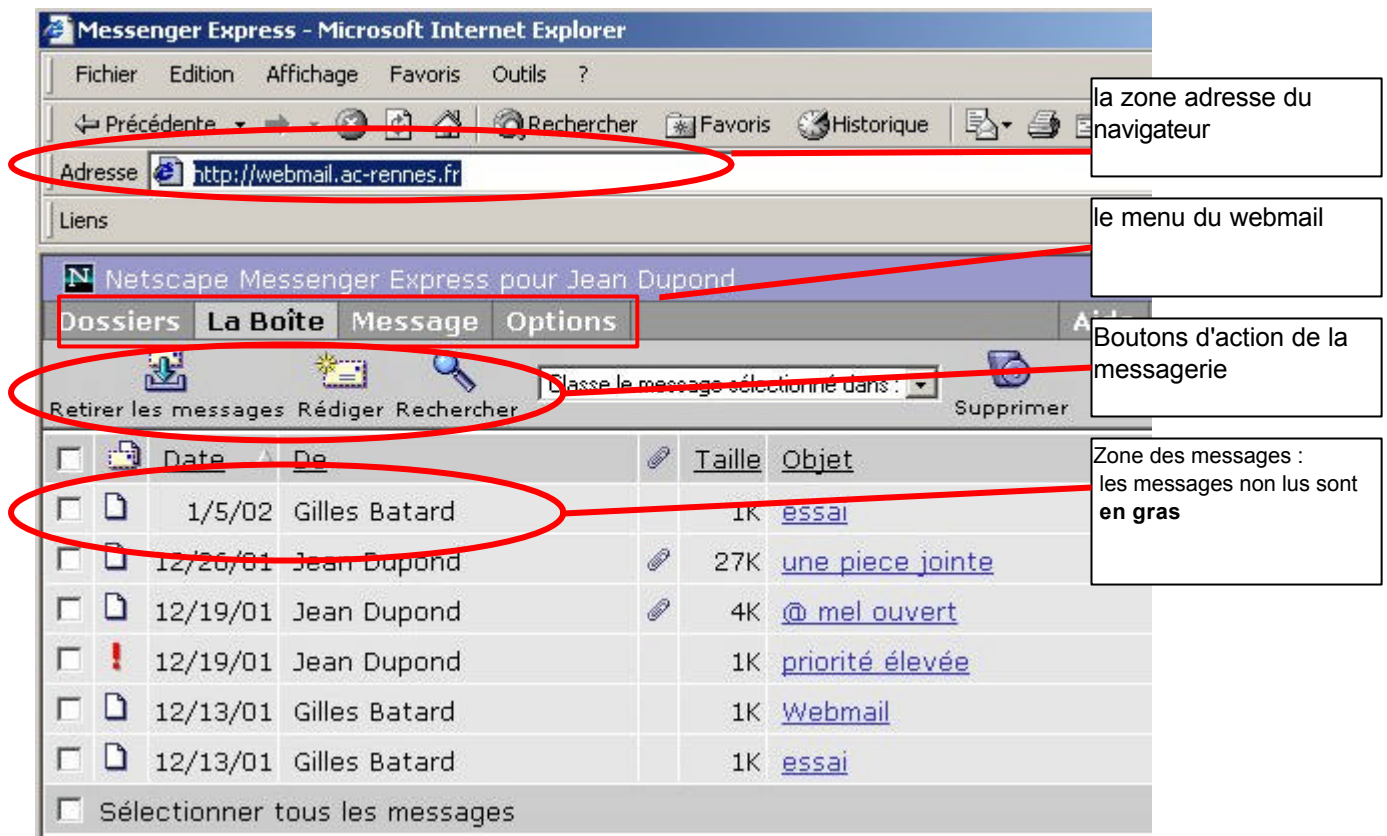 Messenger Express - Microsoft Internet Explorer
Fichier Edition Affichage Favoris Outils ?
Précédente Rechercher Favoris Historique
la zone adresse du
navigateur
Adresse http://webmail.ac-rennes.fr
Liens
le menu du webmail
N Netscape Messenger Express pour Jean Dupond
Dossiers La Boîte Message Options
Boutons d'action de la
messagerie
Classe le message sélectionné dans :
Retirer les messages Rédiger Rechercher Supprimer
Zone des messages :
les messages non lus sont
en gras
Date De Taille Objet
1/5/02 Gilles Batard 1K essai
12/26/01 Jean Dupond 27K une piece jointe
12/19/01 Jean Dupond 4K @ mel ouvert
12/19/01 Jean Dupond 1K priorité élevée
12/13/01 Gilles Batard 1K Webmail
12/13/01 Gilles Batard 1K essai
Sélectionner tous les messages